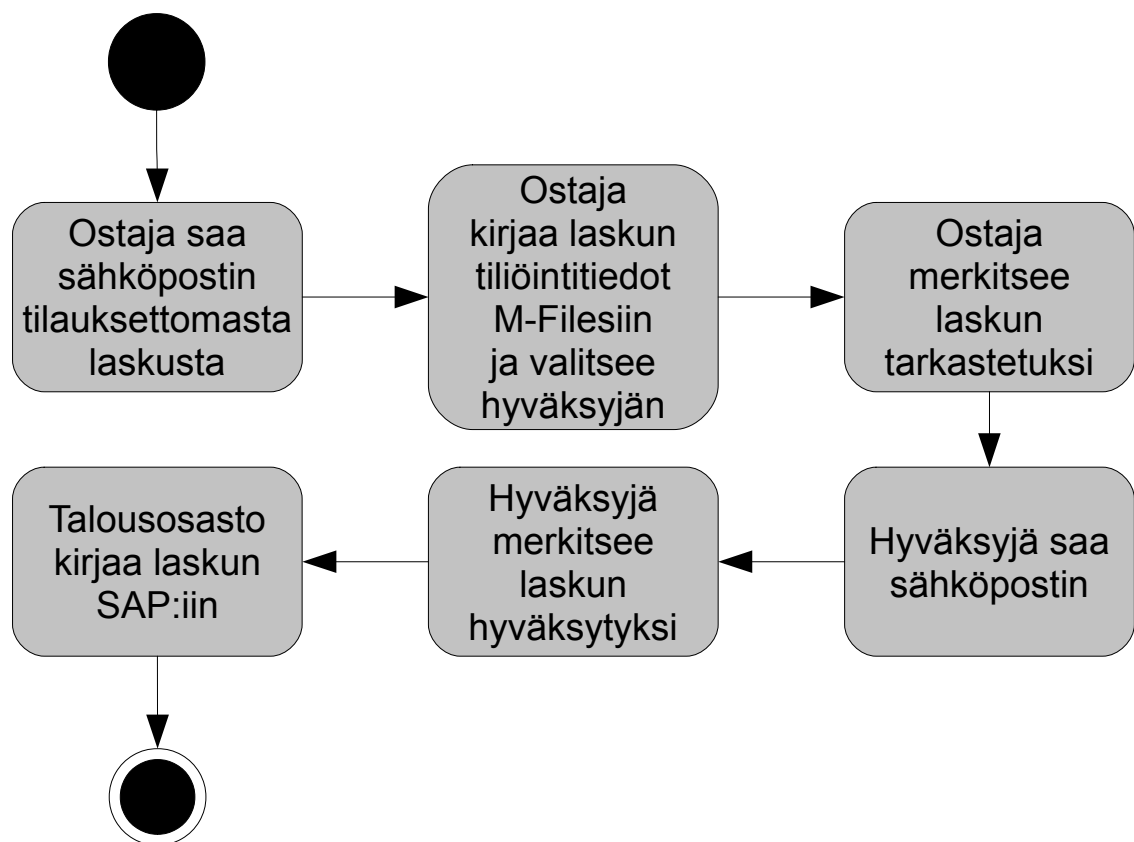 Ostaja saa
sähköpostin
tilauksettomasta
laskusta
Ostaja
kirjaa laskun
tiliöintitiedot
M-Filesiin
ja valitsee
hyväksyjän
Ostaja
merkitsee
laskun
tarkastetuksi
Hyväksyjä saa
sähköpostin
Hyväksyjä
merkitsee
laskun
hyväksytyksi
Talousosasto
kirjaa laskun
SAP:iin